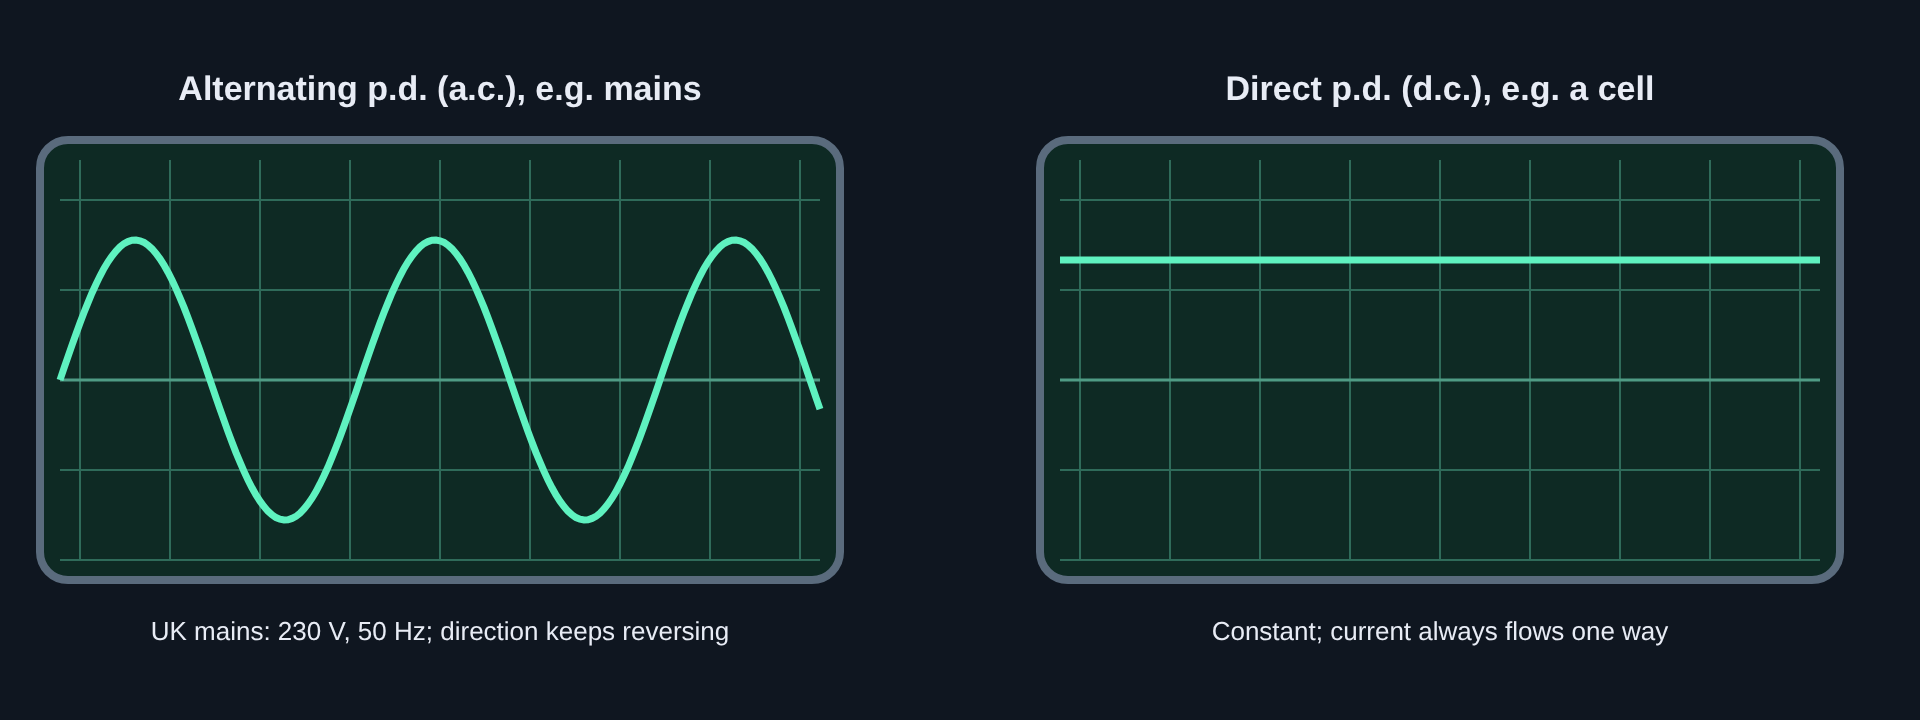 Alternating p.d. (a.c.), e.g. mains
Direct p.d. (d.c.), e.g. a cell
UK mains: 230 V, 50 Hz; direction keeps reversing
Constant; current always flows one way